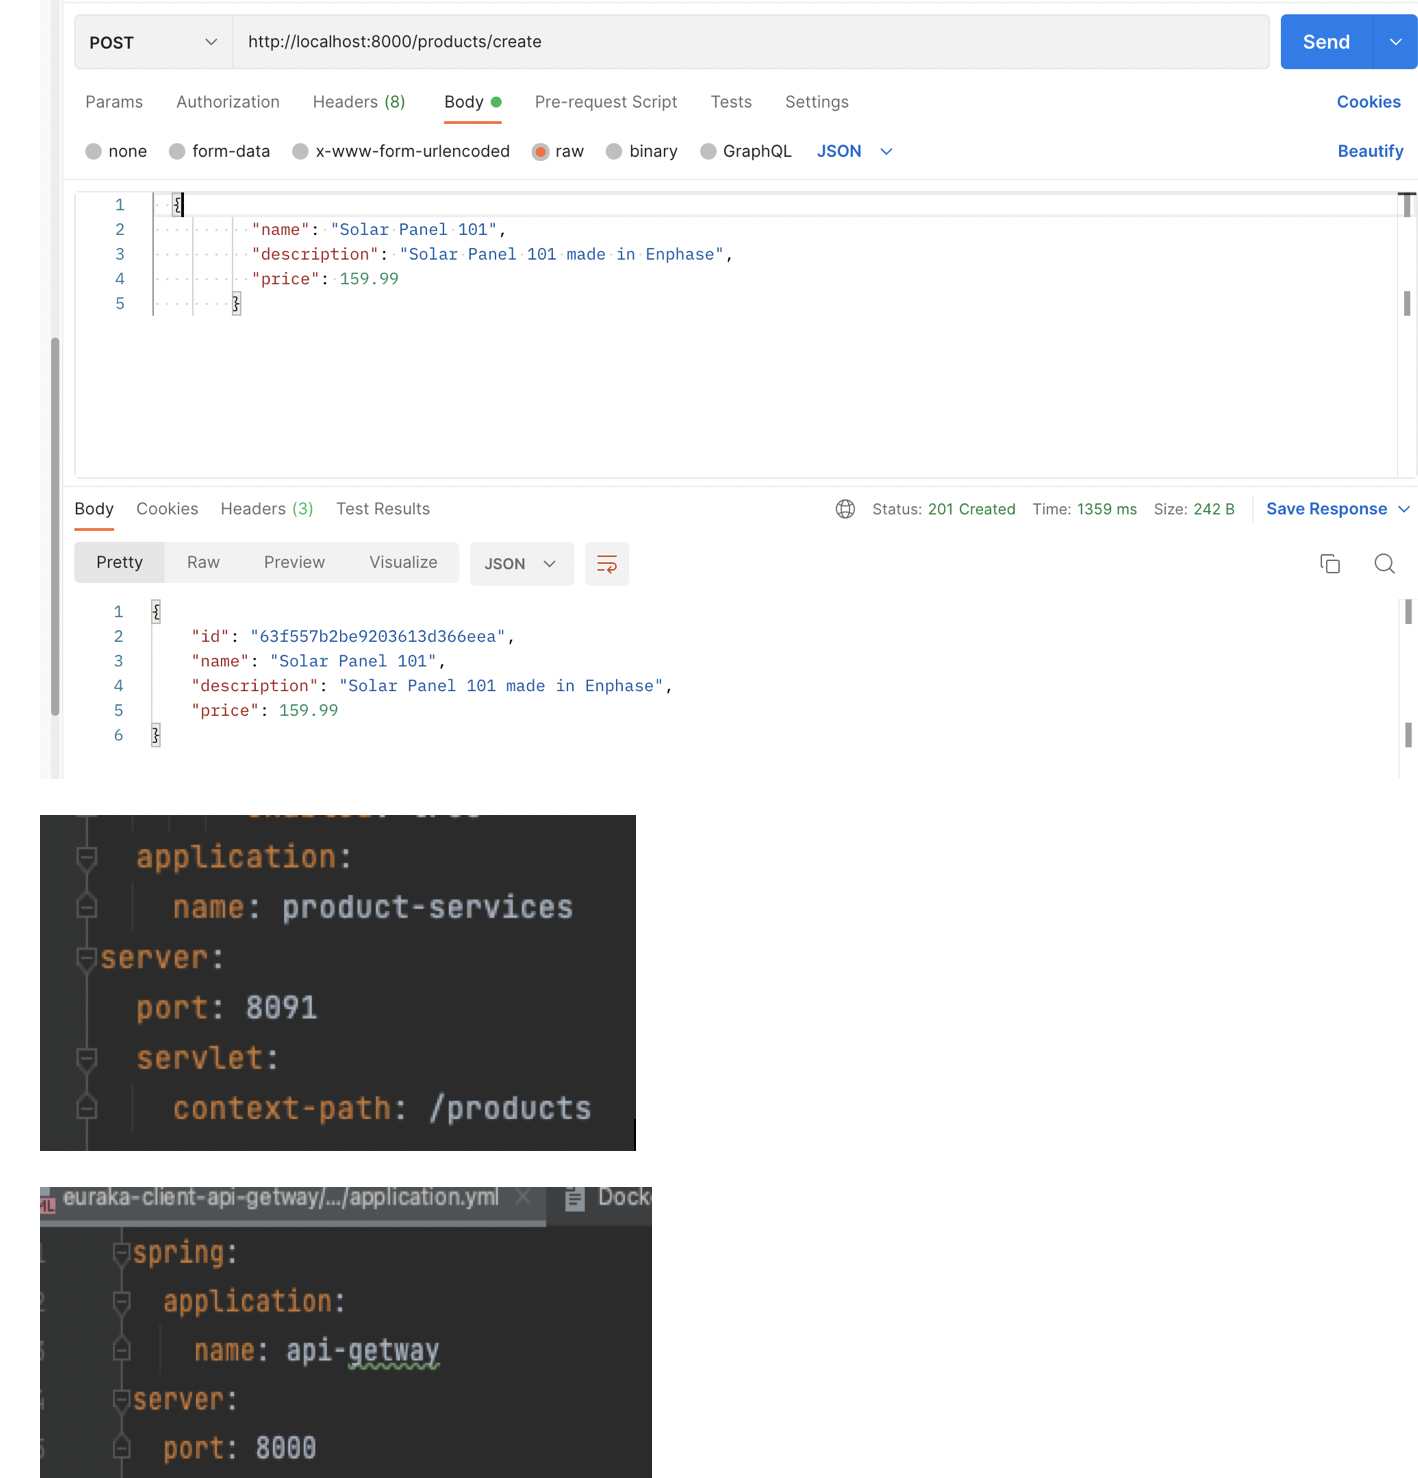 POST http://localhost:8000/products/create Send
Params Authorization Headers (8) Body Pre-request Script Tests Settings Cookies
none form-data x-www-form-urlencoded raw binary GraphQL JSON Beautify
1 {
2 "name": "Solar Panel 101",
3 "description": "Solar Panel 101 made in Enphase",
4 "price": 159.99
5 }
Body Cookies Headers (3) Test Results Status: 201 Created Time: 1359 ms Size: 242 B Save Response
Pretty Raw Preview Visualize JSON
1 {
2 "id": "63f557b2be9203613d366eea",
3 "name": "Solar Panel 101",
4 "description": "Solar Panel 101 made in Enphase",
5 "price": 159.99
6 }
application:
name: product-services
server:
port: 8091
servlet:
context-path: /products
euraka-client-api-getway/.../application.yml Dock
spring:
application:
name: api-getway
server:
port: 8000